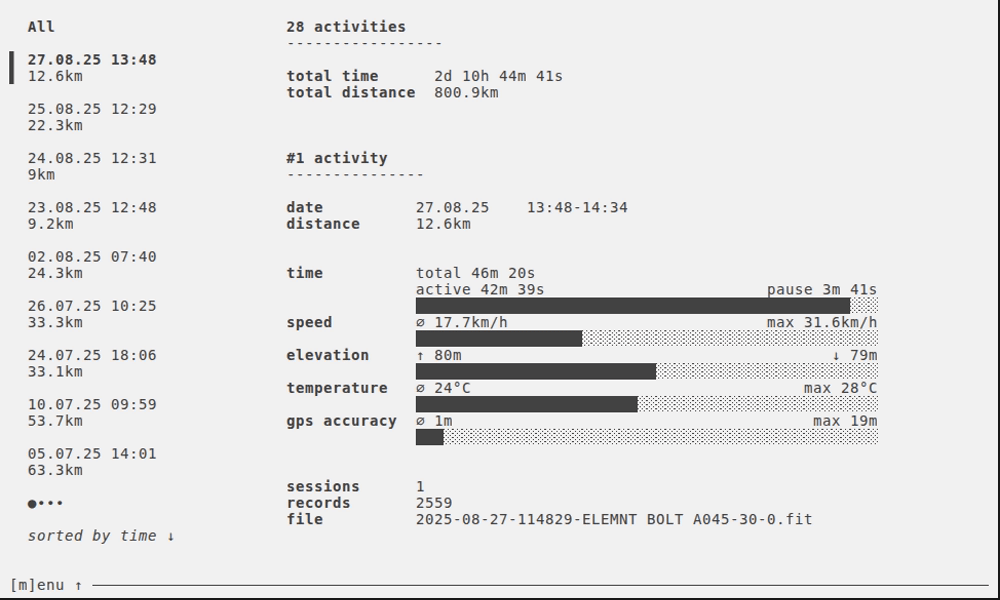 All
27.08.25 13:48
12.6km
25.08.25 12:29
22.3km
24.08.25 12:31
9km
23.08.25 12:48
9.2km
02.08.25 07:40
24.3km
26.07.25 10:25
33.3km
24.07.25 18:06
33.1km
10.07.25 09:59
53.7km
05.07.25 14:01
63.3km
●•••
sorted by time ↓
28 activities
-----------------
total time 2d 10h 44m 41s
total distance 800.9km
#1 activity
---------------
date 27.08.25 13:48-14:34
distance 12.6km
time total 46m 20s
active 42m 39s pause 3m 41s
speed ⌀ 17.7km/h max 31.6km/h
elevation ↑ 80m ↓ 79m
temperature ⌀ 24°C max 28°C
gps accuracy ⌀ 1m max 19m
sessions 1
records 2559
file 2025-08-27-114829-ELEMNT BOLT A045-30-0.fit
[m]enu ↑